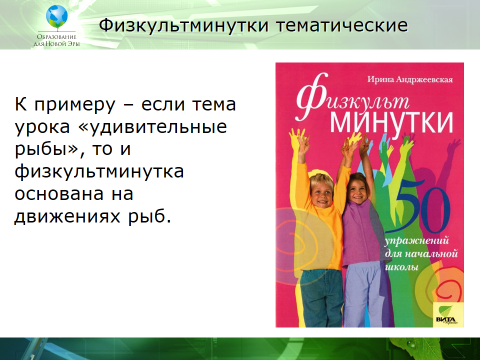 Образование
для Новой Эры
Физкультминутки тематические
К примеру – если тема
урока «удивительные
рыбы», то и
физкультминутка
основана на
движениях рыб.
Ирина Андржеевская
Физкульт
МИНУТКИ
50
упражнений
для начальной
школы
ВИТА